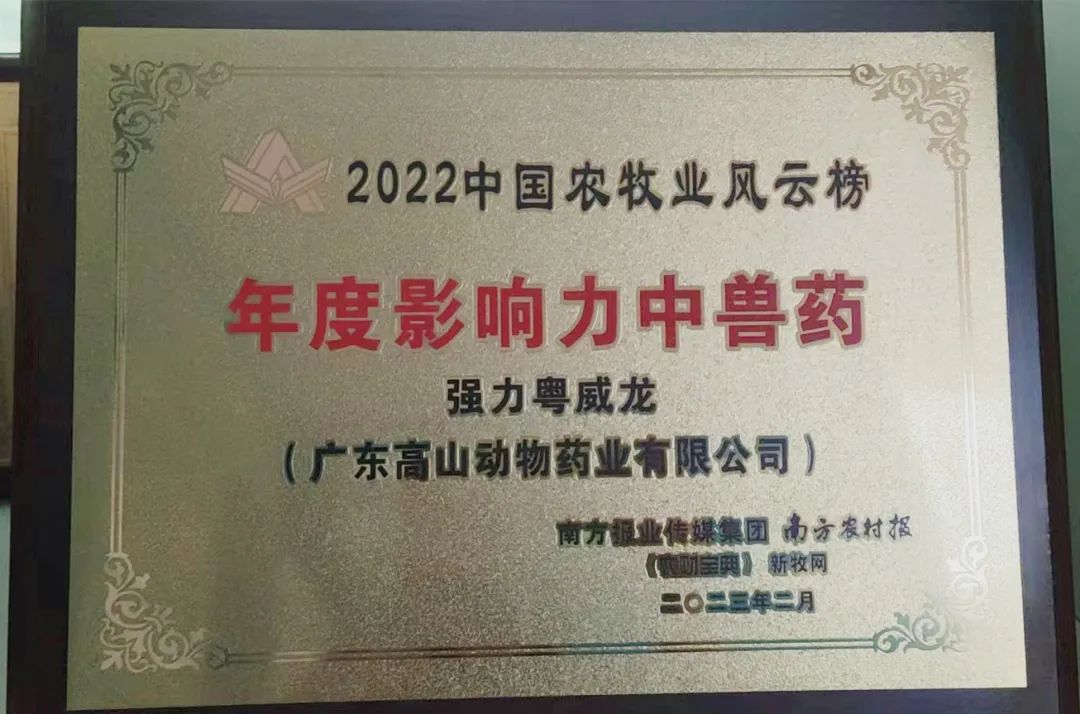 2022中国农牧业风云榜
年度影响力中兽药
强力粤威龙
（广东高山动物药业有限公司）
南方报业传媒集团 南方农村报
《农财宝典》 新牧网
二〇二三年二月